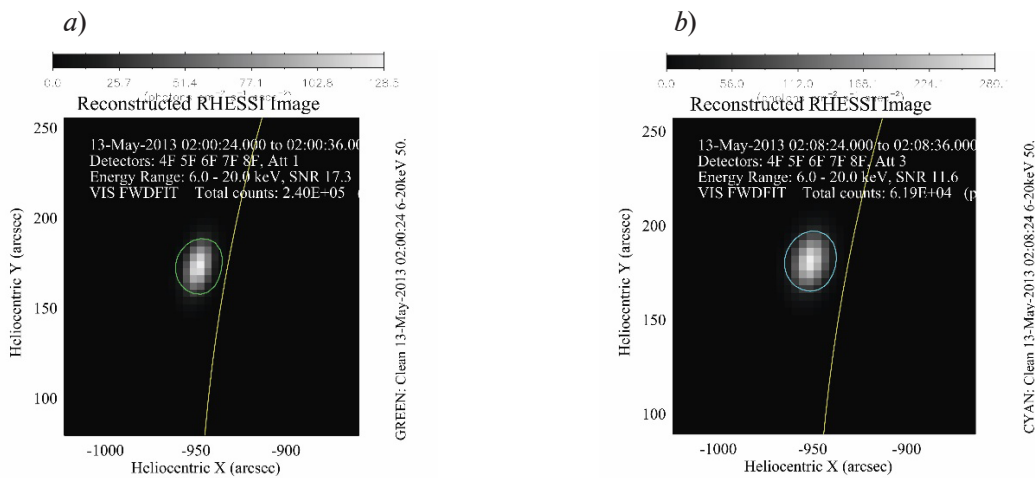 a)
0.0 25.7 51.4 77.1 102.8 128.5
Reconstructed RHESSI Image
250
200
150
100
Heliocentric Y (arcsec)
13-May-2013 02:00:24.000 to 02:00:36.00
Detectors: 4F 5F 6F 7F 8F, Att 1
Energy Range: 6.0 - 20.0 keV, SNR 17.3
VIS FWDFIT Total counts: 2.40E+05 (
-1000 -950 -900
Heliocentric X (arcsec)
GREEN: Clean 13-May-2013 02:00:24 6-20keV 50.
b)
0.0 56.0 112.0 168. 224. 280.
Reconstructed RHESSI Image
250
200
150
100
Heliocentric Y (arcsec)
13-May-2013 02:08:24.000 to 02:08:36.000
Detectors: 4F 5F 6F 7F 8F, Att 3
Energy Range: 6.0 - 20.0 keV, SNR 11.6
VIS FWDFIT Total counts: 6.19E+04 (p
-1000 -950 -900
Heliocentric X (arcsec)
CYAN: Clean 13-May-2013 02:08:24 6-20keV 50.